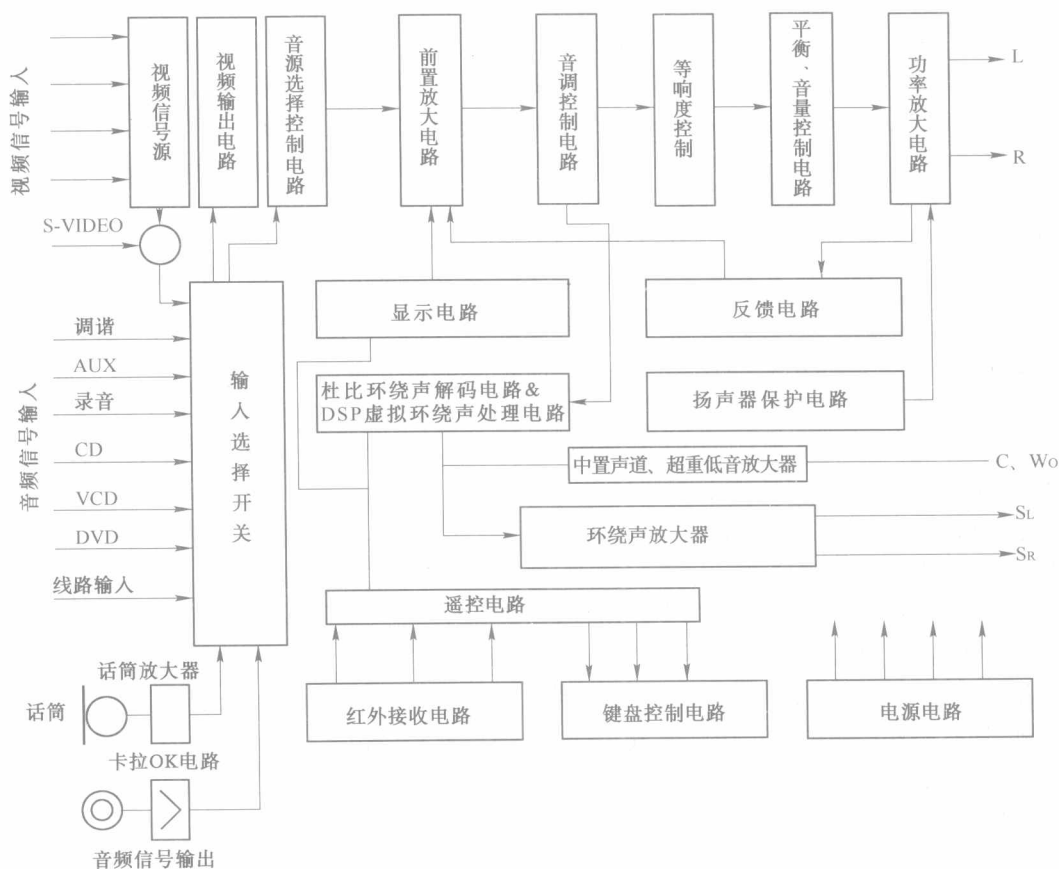 视频信号输入
视频信号源
视频输出电路
音源选择控制电路
前置放大电路
音调控制电路
等响度控制
平衡、音量控制电路
功率放大电路
L
R
S-VIDEO
显示电路
反馈电路
音频信号输入
调谐
AUX
录音
CD
VCD
DVD
线路输入
输入选择开关
杜比环绕声解码电路&
DSP虚拟环绕声处理电路
扬声器保护电路
中置声道、超重低音放大器
C、Wo
环绕声放大器
SL
SR
遥控电路
话筒放大器
话筒
卡拉OK电路
红外接收电路
键盘控制电路
电源电路
音频信号输出